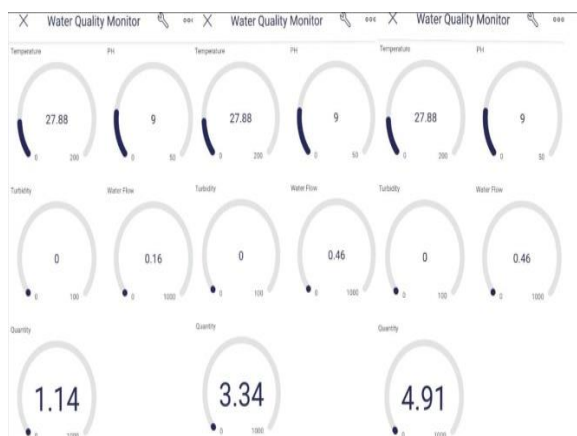 Water Quality Monitor Water Quality Monitor Water Quality Monitor
Temperature PH Temperature PH Temperature PH
27.88 9 27.88 9 27.88 9
0 200 0 50 0 200 0 50 0 200 0 50
Turbidity Water Flow Turbidity Water Flow Turbidity Water Flow
0 0.16 0 0.46 0 0.46
0 100 0 1000 0 100 0 1000 0 100 0 1000
Quantity Quantity Quantity
1.14 3.34 4.91
0 1000 0 1000 0 1000